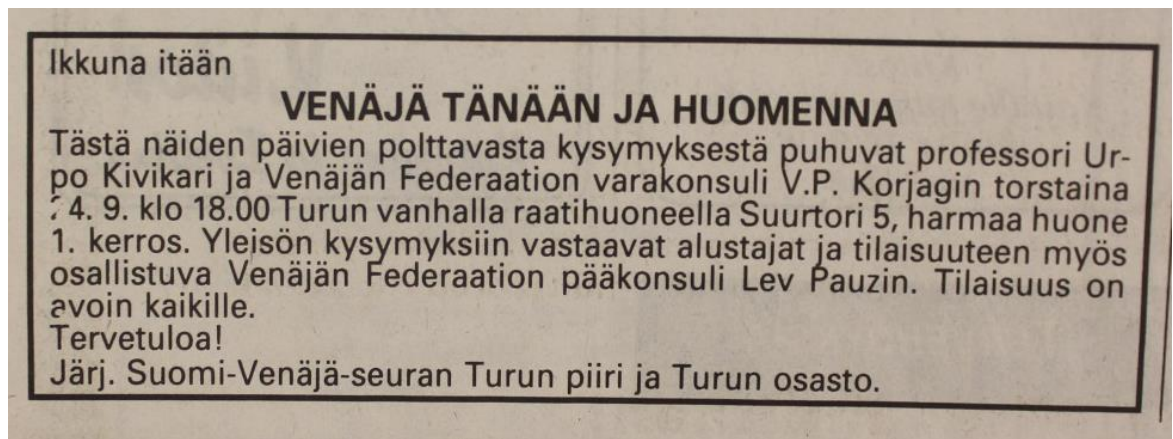 Ikkuna itään
VENÄJÄ TÄNÄÄN JA HUOMENNA
Tästä näiden päivien polttavasta kysymyksestä puhuvat professori Ur-
po Kivikari ja Venäjän Federaation varakonsuli V.P. Korjagin torstaina
24. 9. klo 18.00 Turun vanhalla raatihuoneella Suurtori 5, harmaa huone
1. kerros. Yleisön kysymyksiin vastaavat alustajat ja tilaisuuteen myös
osallistuva Venäjän Federaation pääkonsuli Lev Pauzin. Tilaisuus on
avoin kaikille.
Tervetuloa!
Järj. Suomi-Venäjä-seuran Turun piiri ja Turun osasto.